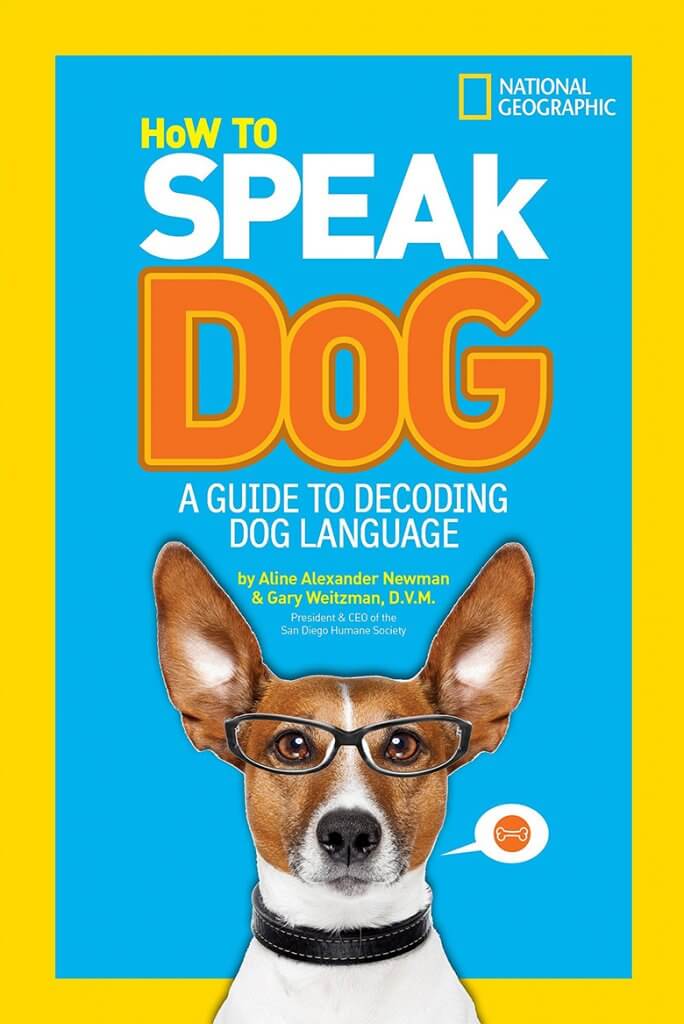 NATIONAL
GEOGRAPHIC
HoW TO
SPEAk
DoG
A GUIDE TO DECODING
DOG LANGUAGE
by Aline Alexander Newman
& Gary Weitzman, D.V.M.
President & CEO of the
San Diego Humane Society